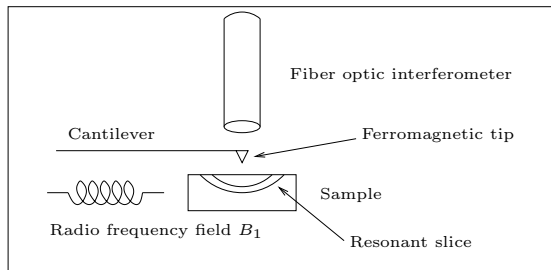 Fiber optic interferometer
Cantilever
Ferromagnetic tip
Sample
Radio frequency field B₁
Resonant slice